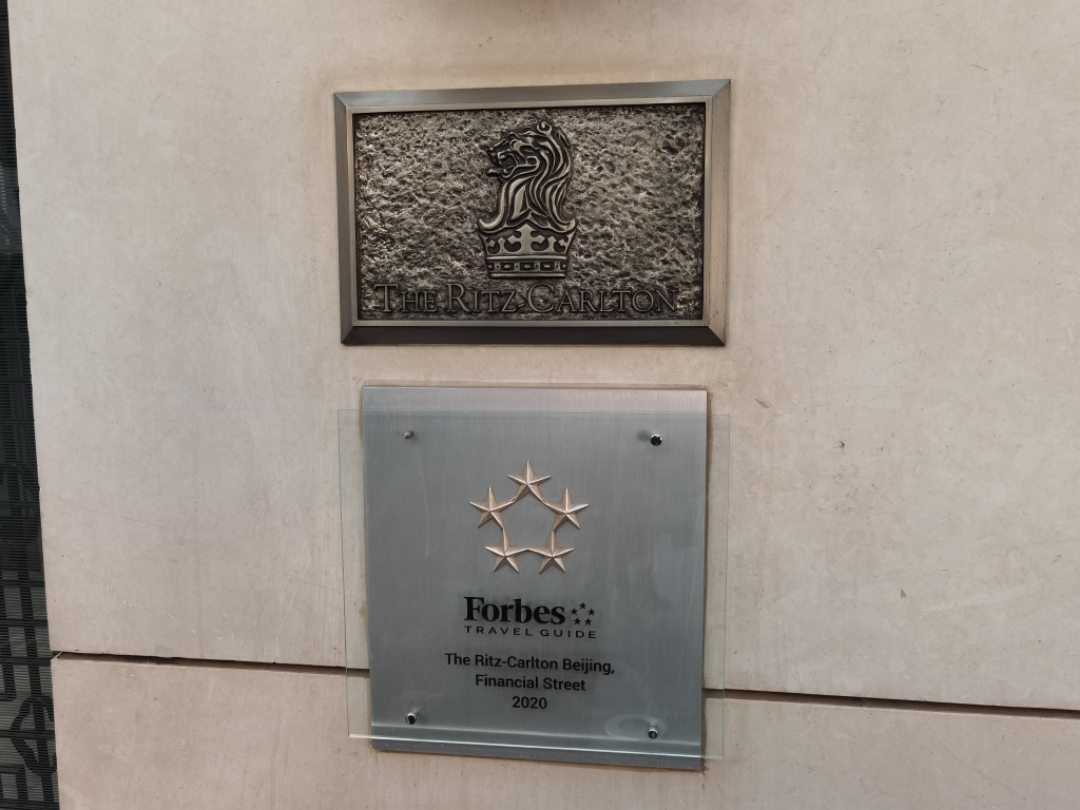 THE RITZ-CARLTON
Forbes
TRAVEL GUIDE
The Ritz-Carlton Beijing,
Financial Street
2020